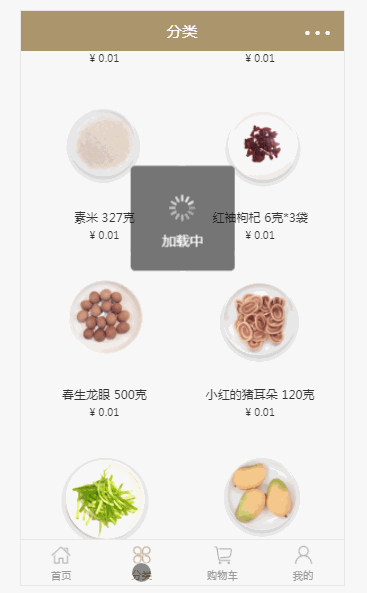 分类
¥ 0.01
¥ 0.01
素米 327克
红袖枸杞 6克*3袋
¥ 0.01
¥ 0.01
加载中
春生龙眼 500克
小红的猪耳朵 120克
¥ 0.01
¥ 0.01
首页
分类
购物车
我的